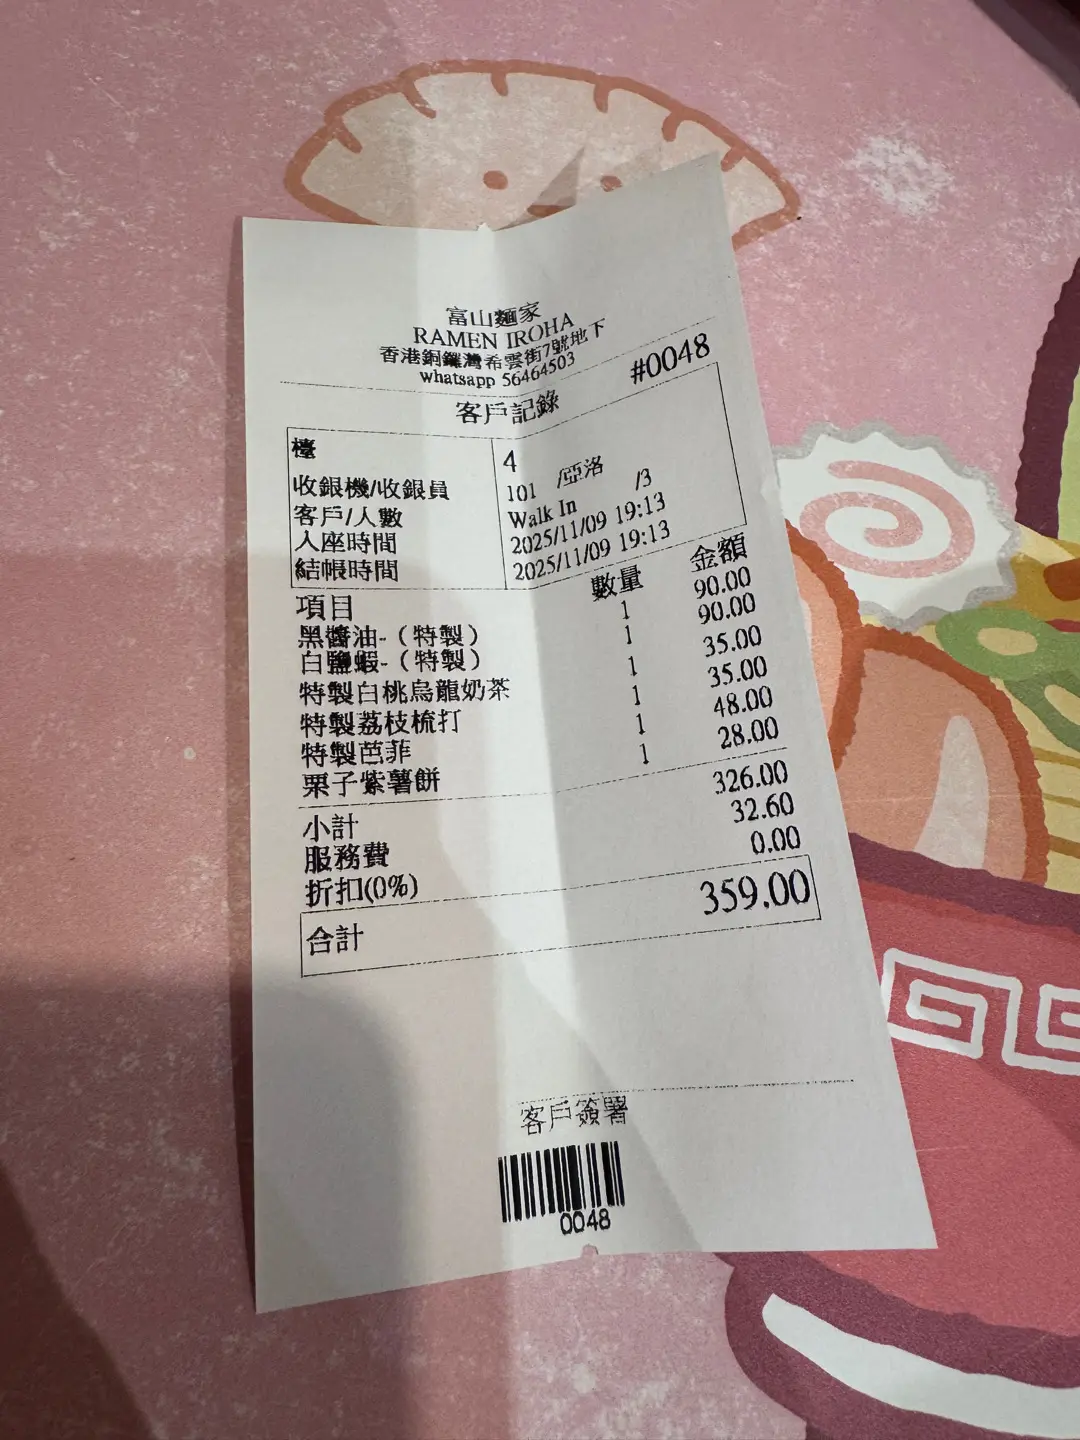 富山麵家
RAMEN IROHA
香港銅鑼灣希雲街7號地下
whatsapp 56464503
#0048
客戶記錄
檯 4
收銀機/收銀員 101 /亞洛
客戶/人數 Walk In /3
入座時間 2025/11/09 19:13
結帳時間 2025/11/09 19:13
項目 數量 金額
黑醬油-（特製） 1 90.00
白鹽蝦-（特製） 1 90.00
特製白桃烏龍奶茶 1 35.00
特製荔枝梳打 1 35.00
特製芭菲 1 48.00
栗子紫薯餅 1 28.00
小計 326.00
服務費 32.60
折扣(0%) 0.00
合計 359.00
客戶簽署
0048